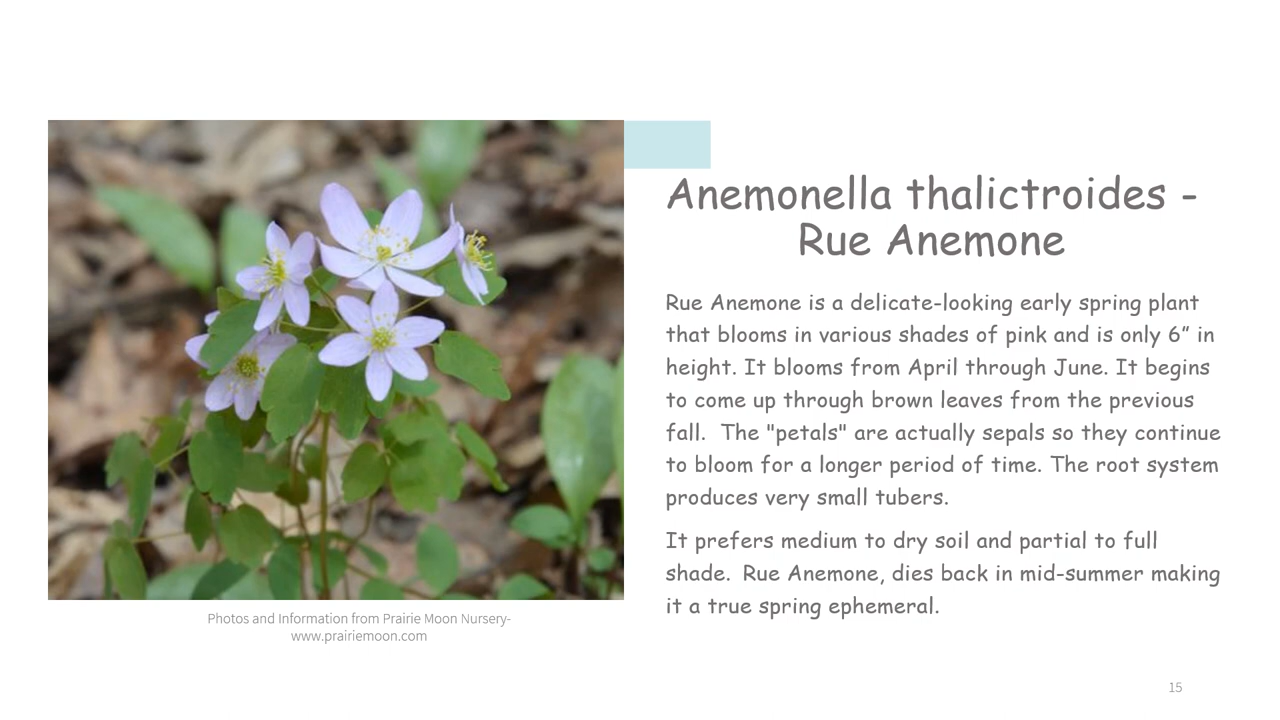 Anemonella thalictroides -
Rue Anemone
Rue Anemone is a delicate-looking early spring plant
that blooms in various shades of pink and is only 6” in
height. It blooms from April through June. It begins
to come up through brown leaves from the previous
fall.  The "petals" are actually sepals so they continue
to bloom for a longer period of time. The root system
produces very small tubers.
It prefers medium to dry soil and partial to full
shade.  Rue Anemone, dies back in mid-summer making
it a true spring ephemeral.
Photos and Information from Prairie Moon Nursery-
www.prairiemoon.com
15